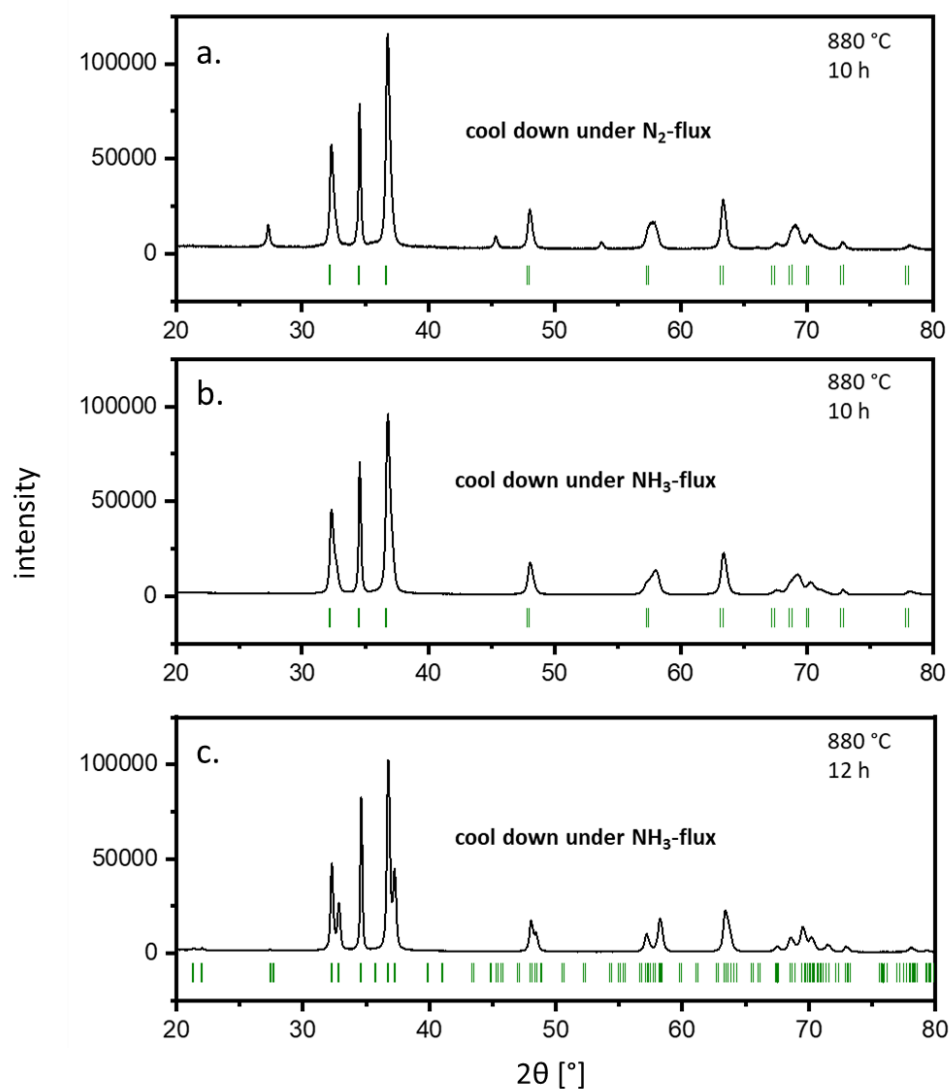 a.
880 °C
10 h
cool down under N₂-flux
100000
50000
0
20 30 40 50 60 70 80
b.
880 °C
10 h
cool down under NH₃-flux
100000
50000
0
20 30 40 50 60 70 80
c.
880 °C
12 h
cool down under NH₃-flux
100000
50000
0
20 30 40 50 60 70 80
intensity
2θ [°]